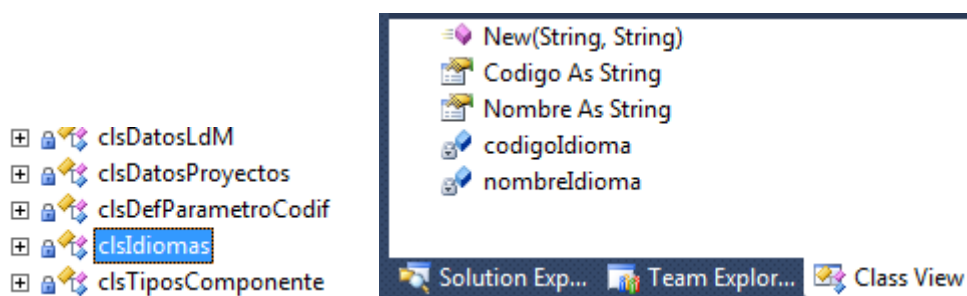 clsDatosLdM
clsDatosProyectos
clsDefParametroCodif
clsIdiomas
clsTiposComponente
New(String, String)
Codigo As String
Nombre As String
codigoIdioma
nombreIdioma
Solution Exp... Team Explor... Class View